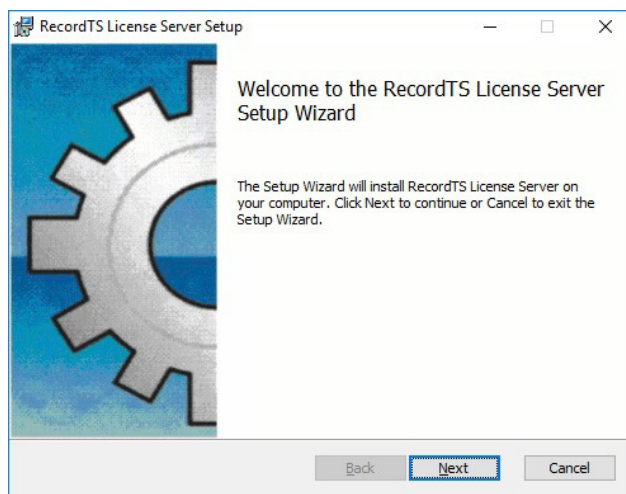 RecordTS License Server Setup
Welcome to the RecordTS License Server
Setup Wizard
The Setup Wizard will install RecordTS License Server on
your computer. Click Next to continue or Cancel to exit the
Setup Wizard.
Back Next Cancel